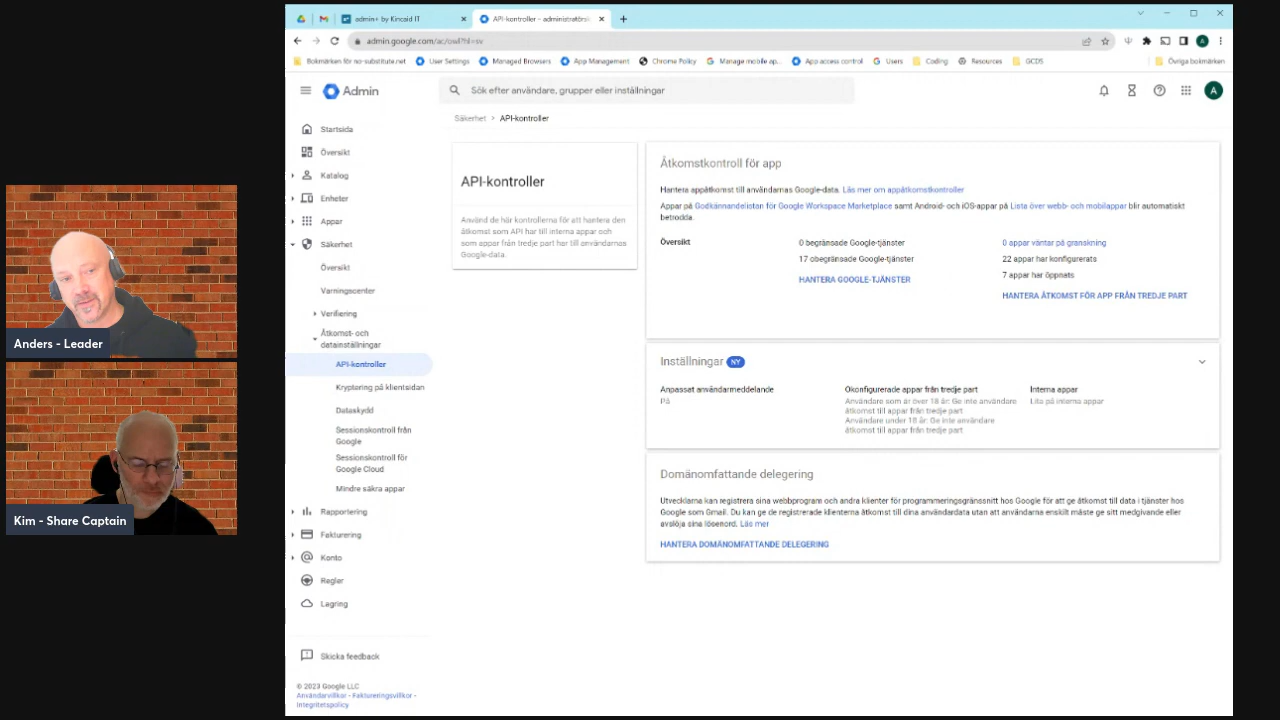 admin+ by Kincaid IT
API-kontroller – administratörsk
admin.google.com/ac/owl?hl=sv
Bokmärken för no-substitute.net
User Settings
Managed Browsers
App Management
Chrome Policy
Manage mobile ap...
App access control
Users
Coding
Resources
GCDS
Övriga bokmärken
Admin
Sök efter användare, grupper eller inställningar
A
Säkerhet > API-kontroller
Startsida
Översikt
Katalog
Enheter
Appar
Säkerhet
Översikt
Varningscenter
Verifiering
Åtkomst- och
datainställningar
API-kontroller
Kryptering på klientsidan
Dataskydd
Sessionskontroll från
Google
Sessionskontroll för
Google Cloud
Mindre säkra appar
Rapportering
Fakturering
Konto
Regler
Lagring
Skicka feedback
© 2023 Google LLC
Användarvillkor - Faktureringsvillkor -
Integritetspolicy
API-kontroller
Använd de här kontrollerna för att hantera den
åtkomst som API har till interna appar och
som appar från tredje part har till användarnas
Google-data.
Åtkomstkontroll för app
Hantera appåtkomst till användarnas Google-data. Läs mer om appåtkomstkontroller
Appar på Godkännandelistan för Google Workspace Marketplace samt Android- och iOS-appar på Lista över webb- och mobilappar blir automatiskt
betrodda.
Översikt
0 begränsade Google-tjänster
17 obegränsade Google-tjänster
HANTERA GOOGLE-TJÄNSTER
0 appar väntar på granskning
22 appar har konfigurerats
7 appar har öppnats
HANTERA ÅTKOMST FÖR APP FRÅN TREDJE PART
Inställningar NY
Anpassat användarmeddelande
På
Okonfigurerade appar från tredje part
Användare som är över 18 år: Ge inte användare
åtkomst till appar från tredje part
Användare under 18 år: Ge inte användare
åtkomst till appar från tredje part
Interna appar
Lita på interna appar
Domänomfattande delegering
Utvecklarna kan registrera sina webbprogram och andra klienter för programmeringsgränssnitt hos Google för att ge åtkomst till data i tjänster hos
Google som Gmail. Du kan ge de registrerade klienterna åtkomst till dina användardata utan att användarna enskilt måste ge sitt medgivande eller
avslöja sina lösenord. Läs mer
HANTERA DOMÄNOMFATTANDE DELEGERING
Anders - Leader
Kim - Share Captain